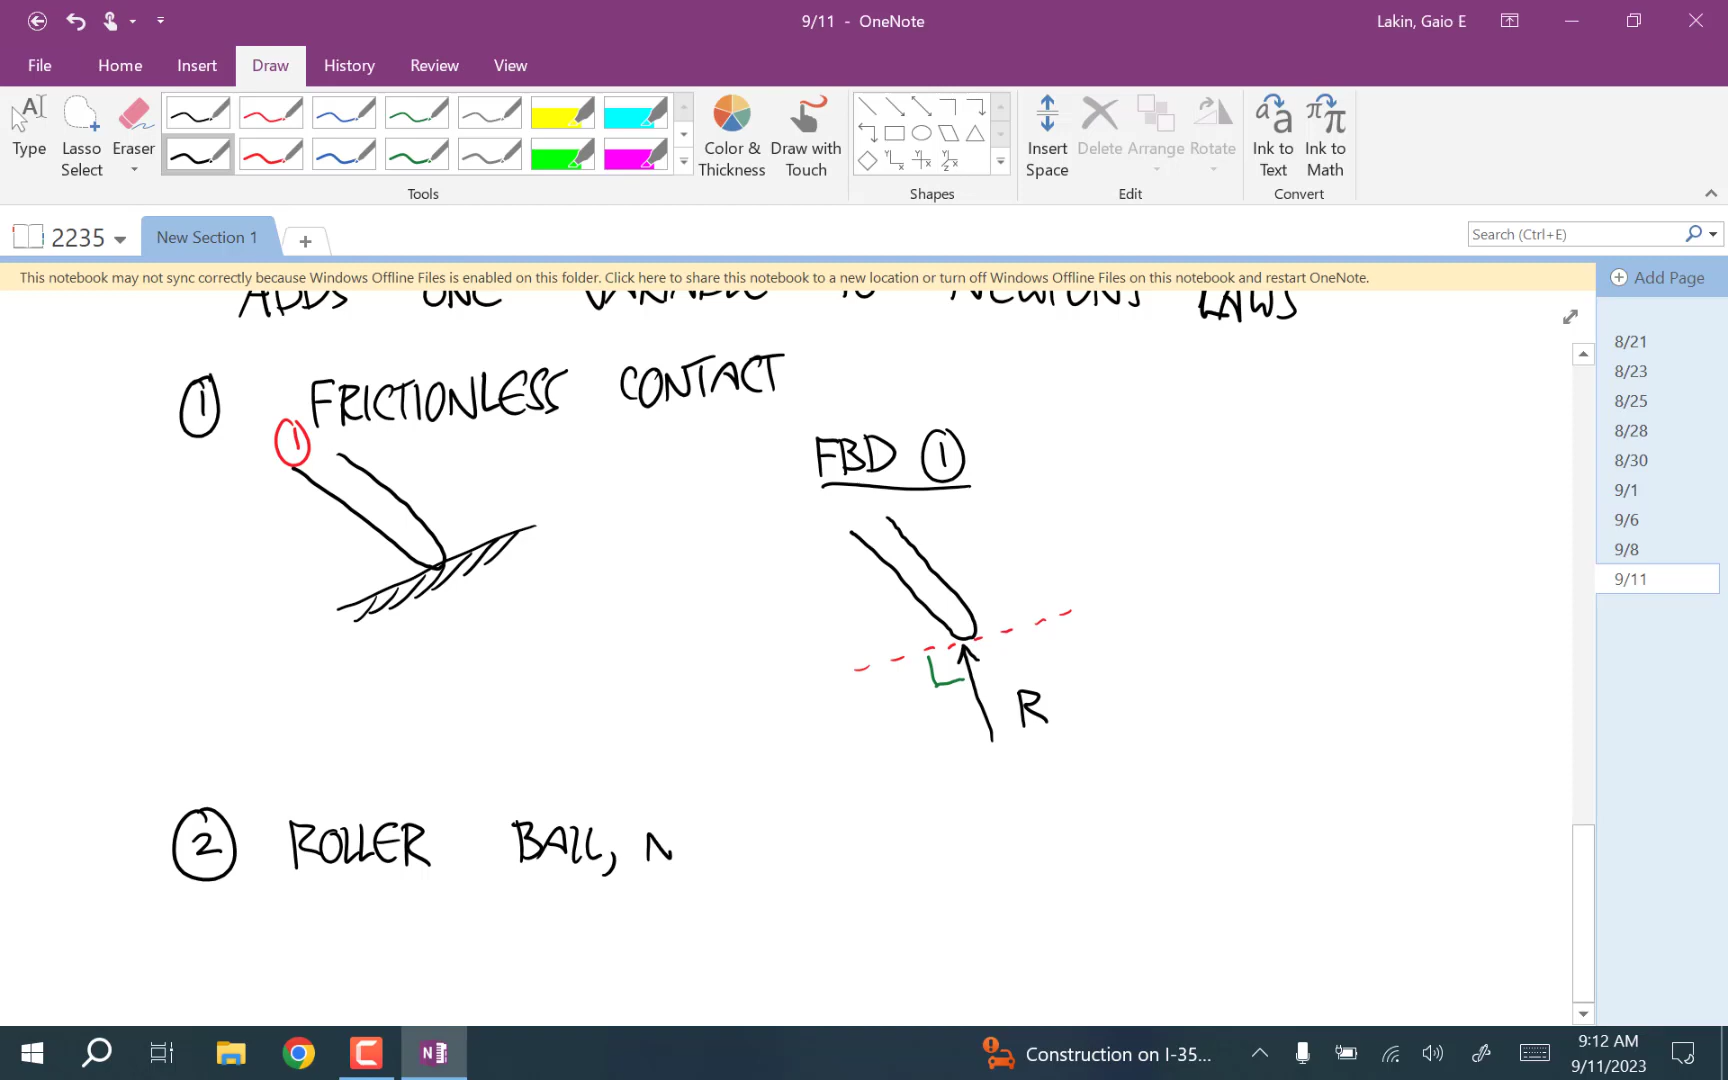 9/11 - OneNote
Lakin, Gaio E
File Home Insert Draw History Review View
Type
Lasso Select
Eraser
Color & Thickness
Draw with Touch
Insert Space
Delete
Arrange
Rotate
Ink to Text
Ink to Math
Tools
Shapes
Edit
Convert
2235
New Section 1
Search (Ctrl+E)
This notebook may not sync correctly because Windows Offline Files is enabled on this folder. Click here to share this notebook to a new location or turn off Windows Offline Files on this notebook and restart OneNote.
Add Page
8/21
8/23
8/25
8/28
8/30
9/1
9/6
9/8
9/11
ADDS ONE VARIABLE TO NEWTONS LAWS
1 FRICTIONLESS CONTACT
1
FBD 1
R
2 ROLLER BALL, N
Construction on I-35...
9:12 AM
9/11/2023